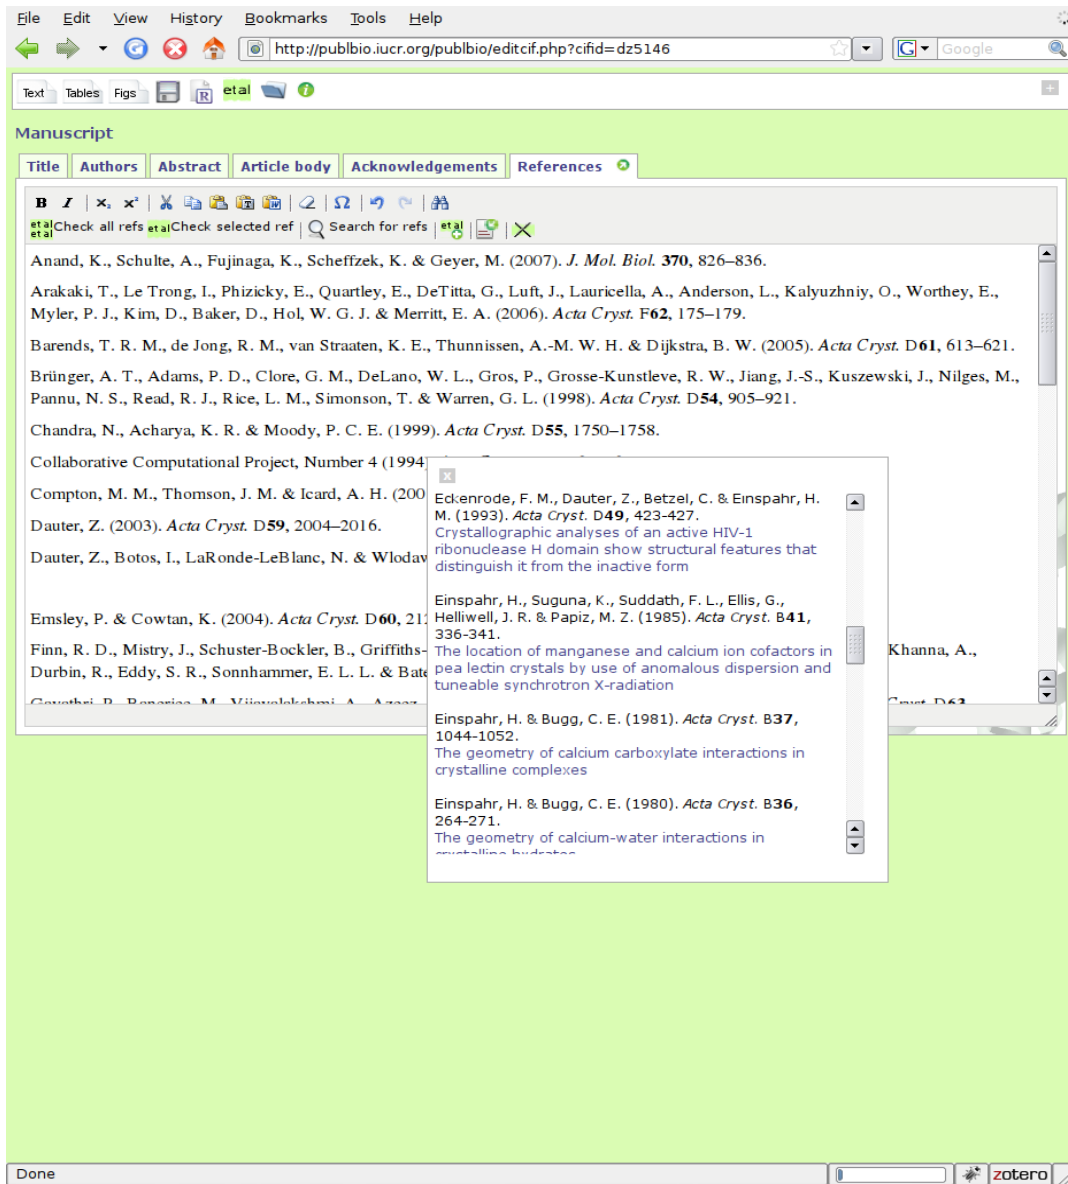 File Edit View History Bookmarks Tools Help
http://publbio.iucr.org/publbio/editcif.php?cifid=dz5146
G Google
Text Tables Figs R et al i
Manuscript
Title Authors Abstract Article body Acknowledgements References
B I x₂ x² Ω
et al et al Check all refs et al Check selected ref Search for refs et al
Anand, K., Schulte, A., Fujinaga, K., Scheffzek, K. & Geyer, M. (2007). J. Mol. Biol. 370, 826–836.
Arakaki, T., Le Trong, I., Phizicky, E., Quartley, E., DeTitta, G., Luft, J., Lauricella, A., Anderson, L., Kalyuzhniy, O., Worthey, E.,
Myler, P. J., Kim, D., Baker, D., Hol, W. G. J. & Merritt, E. A. (2006). Acta Cryst. F62, 175–179.
Barends, T. R. M., de Jong, R. M., van Straaten, K. E., Thunnissen, A.-M. W. H. & Dijkstra, B. W. (2005). Acta Cryst. D61, 613–621.
Brünger, A. T., Adams, P. D., Clore, G. M., DeLano, W. L., Gros, P., Grosse-Kunstleve, R. W., Jiang, J.-S., Kuszewski, J., Nilges, M.,
Pannu, N. S., Read, R. J., Rice, L. M., Simonson, T. & Warren, G. L. (1998). Acta Cryst. D54, 905–921.
Chandra, N., Acharya, K. R. & Moody, P. C. E. (1999). Acta Cryst. D55, 1750–1758.
Collaborative Computational Project, Number 4 (1994)
Compton, M. M., Thomson, J. M. & Icard, A. H. (200
Dauter, Z. (2003). Acta Cryst. D59, 2004–2016.
Dauter, Z., Botos, I., LaRonde-LeBlanc, N. & Wlodaw
Emsley, P. & Cowtan, K. (2004). Acta Cryst. D60, 21
Finn, R. D., Mistry, J., Schuster-Bockler, B., Griffiths- Khanna, A.,
Durbin, R., Eddy, S. R., Sonnhammer, E. L. L. & Bate
x
Eckenrode, F. M., Dauter, Z., Betzel, C. & Einspahr, H.
M. (1993). Acta Cryst. D49, 423-427.
Crystallographic analyses of an active HIV-1
ribonuclease H domain show structural features that
distinguish it from the inactive form
Einspahr, H., Suguna, K., Suddath, F. L., Ellis, G.,
Helliwell, J. R. & Papiz, M. Z. (1985). Acta Cryst. B41,
336-341.
The location of manganese and calcium ion cofactors in
pea lectin crystals by use of anomalous dispersion and
tuneable synchrotron X-radiation
Einspahr, H. & Bugg, C. E. (1981). Acta Cryst. B37,
1044-1052.
The geometry of calcium carboxylate interactions in
crystalline complexes
Einspahr, H. & Bugg, C. E. (1980). Acta Cryst. B36,
264-271.
The geometry of calcium-water interactions in
crystalline hydrates
Done
zotero